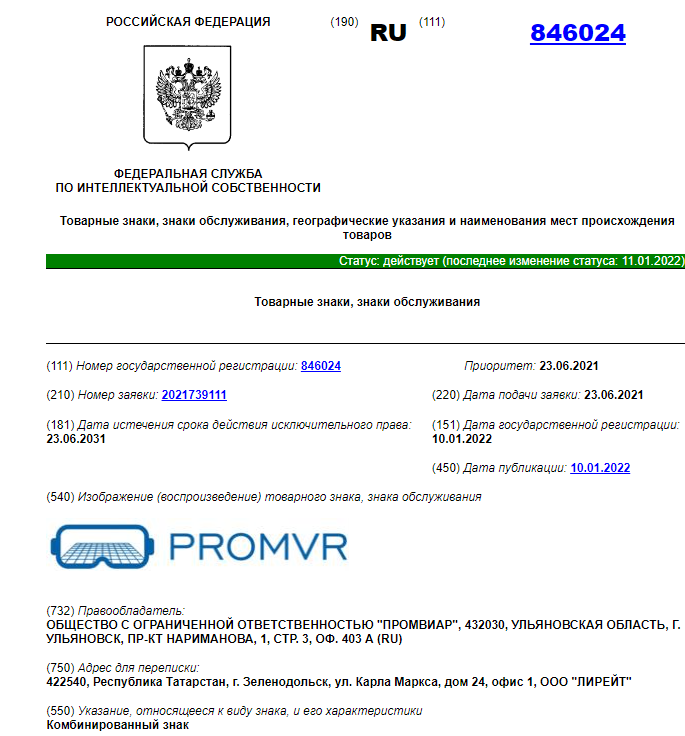 РОССИЙСКАЯ ФЕДЕРАЦИЯ
(190) RU (111) 846024
ФЕДЕРАЛЬНАЯ СЛУЖБА
ПО ИНТЕЛЛЕКТУАЛЬНОЙ СОБСТВЕННОСТИ
Товарные знаки, знаки обслуживания, географические указания и наименования мест происхождения
товаров
Статус: действует (последнее изменение статуса: 11.01.2022)
Товарные знаки, знаки обслуживания
(111) Номер государственной регистрации: 846024
Приоритет: 23.06.2021
(210) Номер заявки: 2021739111
(220) Дата подачи заявки: 23.06.2021
(181) Дата истечения срока действия исключительного права:
23.06.2031
(151) Дата государственной регистрации:
10.01.2022
(450) Дата публикации: 10.01.2022
(540) Изображение (воспроизведение) товарного знака, знака обслуживания
PROMVR
(732) Правообладатель:
ОБЩЕСТВО С ОГРАНИЧЕННОЙ ОТВЕТСТВЕННОСТЬЮ "ПРОМВИАР", 432030, УЛЬЯНОВСКАЯ ОБЛАСТЬ, Г.
УЛЬЯНОВСК, ПР-КТ НАРИМАНОВА, 1, СТР. 3, ОФ. 403 А (RU)
(750) Адрес для переписки:
422540, Республика Татарстан, г. Зеленодольск, ул. Карла Маркса, дом 24, офис 1, ООО "ЛИРЕЙТ"
(550) Указание, относящееся к виду знака, и его характеристики
Комбинированный знак